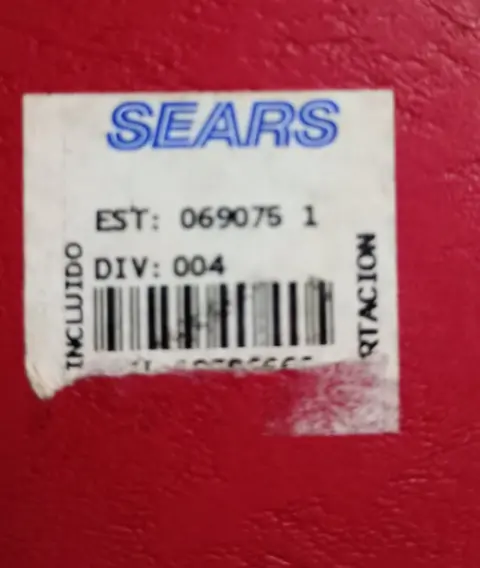 SEARS
EST: 069075 1
DIV: 004
INCLUIDO
RTACION